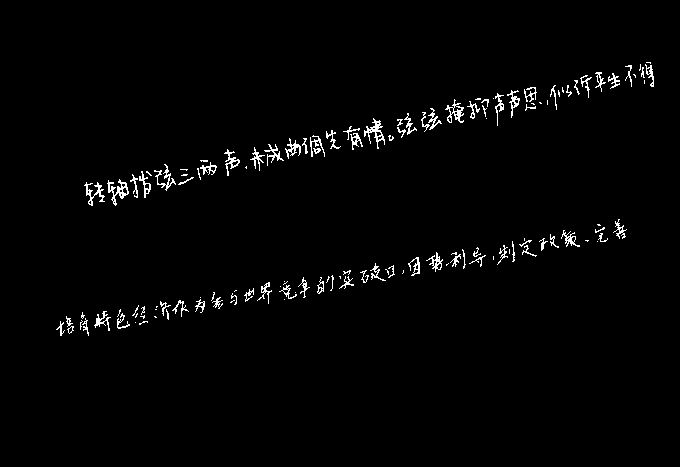 转轴拨弦三两声,未成曲调先有情。弦弦掩抑声声思,似诉平生不得
培育特色经济作为参与世界竞争的突破口,因势利导,制定政策、完善